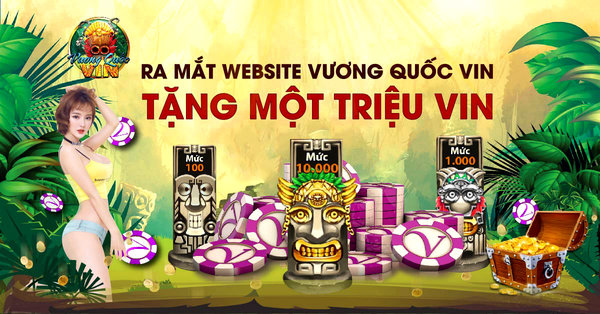 Vương Quốc
VIN
RA MẮT WEBSITE VƯƠNG QUỐC VIN
TẶNG MỘT TRIỆU VIN
Mức
100
Mức
10.000
Mức
1.000